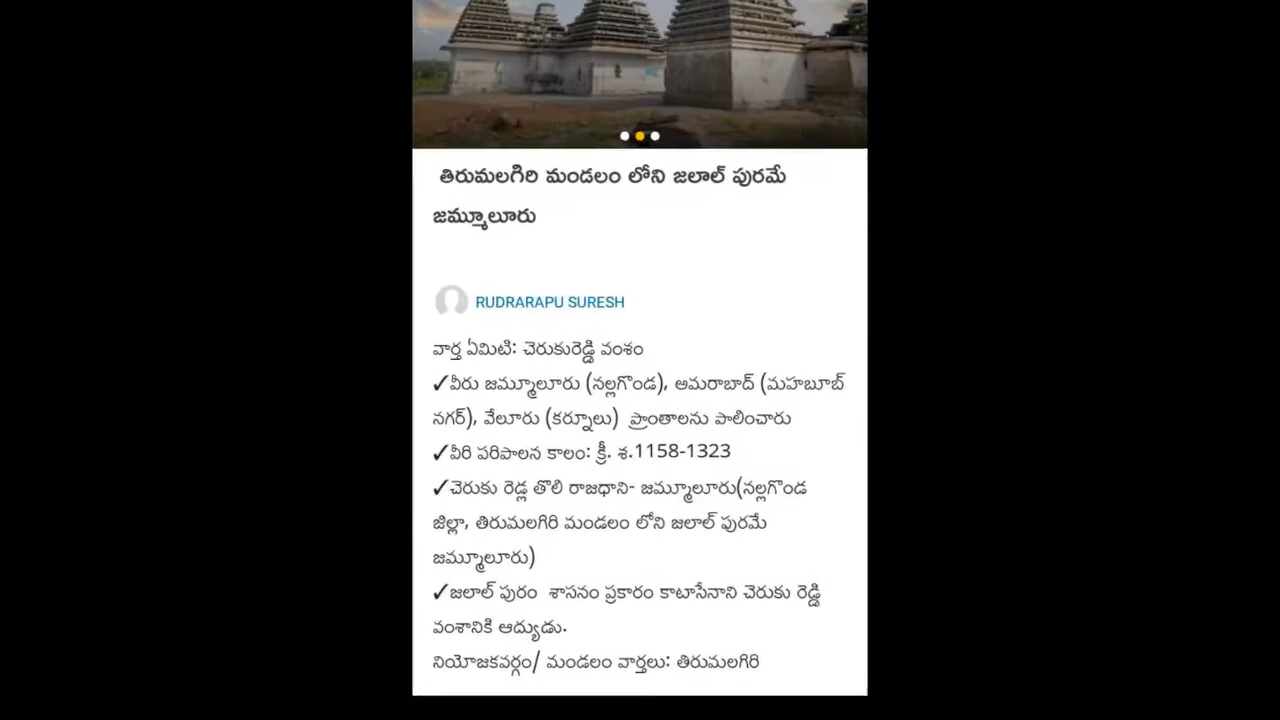 తిరుమలగిరి మండలం లోని జలాల్ పురమే
జమ్మూలూరు
RUDRARAPU SURESH
వార్త ఏమిటి: చెరుకురెడ్డి వంశం
✓వీరు జమ్మూలూరు (నల్లగొండ), అమరాబాద్ (మహబూబ్
నగర్), వేలూరు (కర్నూలు) ప్రాంతాలను పాలించారు
✓వీరి పరిపాలన కాలం: క్రీ. శ.1158-1323
✓చెరుకు రెడ్ల తొలి రాజధాని- జమ్మూలూరు(నల్లగొండ
జిల్లా, తిరుమలగిరి మండలం లోని జలాల్ పురమే
జమ్మూలూరు)
✓జలాల్ పురం శాసనం ప్రకారం కాటాసేనాని చెరుకు రెడ్డి
వంశానికి ఆద్యుడు.
నియోజకవర్గం/ మండలం వార్తలు: తిరుమలగిరి